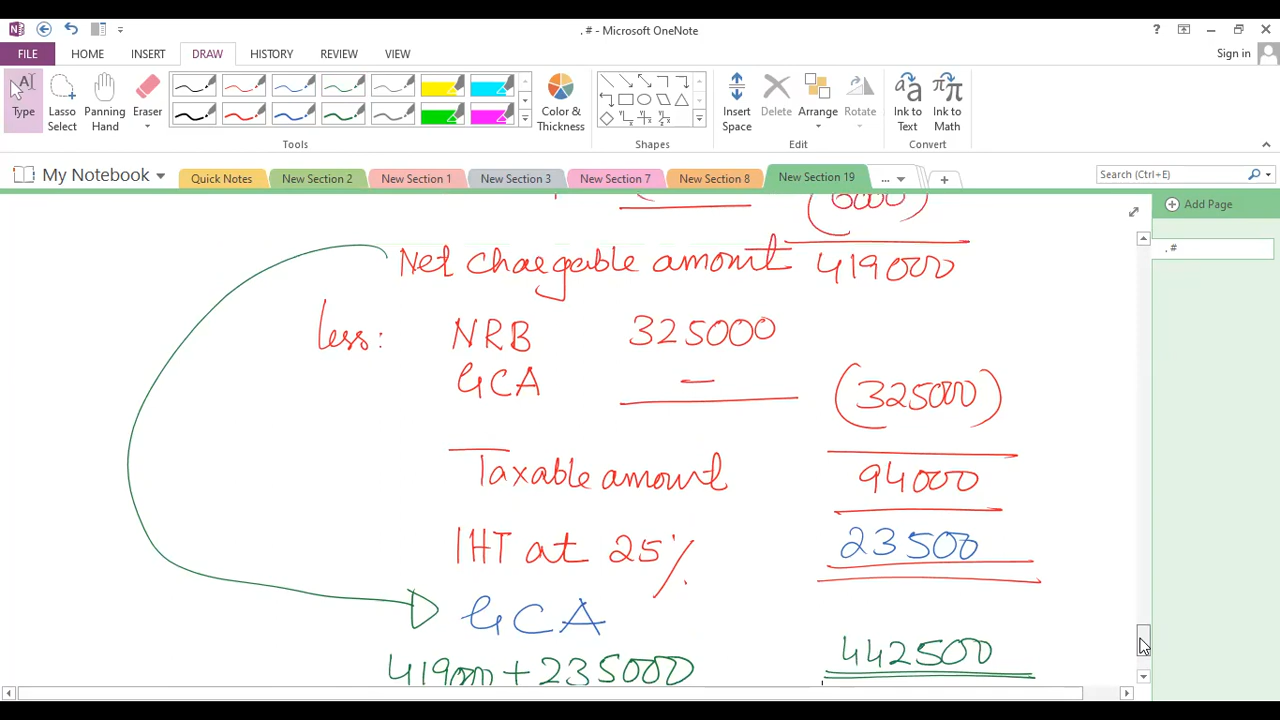 . # - Microsoft OneNote
Sign in
FILE HOME INSERT DRAW HISTORY REVIEW VIEW
Type
Lasso Select
Panning Hand
Eraser
Color & Thickness
Insert Space
Delete
Arrange
Rotate
Ink to Text
Ink to Math
Tools Shapes Edit Convert
My Notebook Quick Notes New Section 2 New Section 1 New Section 3 New Section 7 New Section 8 New Section 19 ... Search (Ctrl+E)
Add Page
. #
(6000)
Net chargable amount 419000
less: NRB 325000
GCA – (325000)
Taxable amount 94000
IHT at 25%
23500
GCA
442500
419000 + 235000